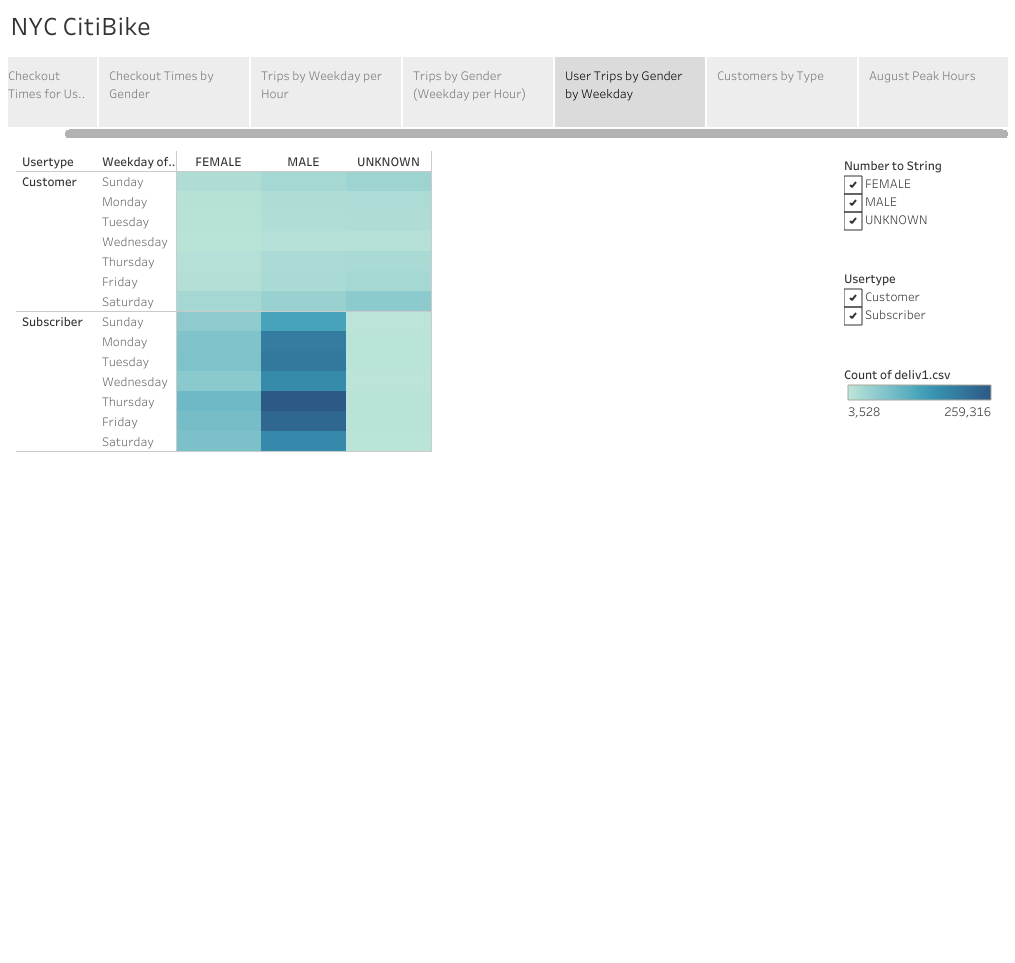 NYC CitiBike
Checkout
Times for Us..
Checkout Times by
Gender
Trips by Weekday per
Hour
Trips by Gender
(Weekday per Hour)
User Trips by Gender
by Weekday
Customers by Type
August Peak Hours
Usertype Weekday of.. FEMALE MALE UNKNOWN
Customer Sunday
Monday
Tuesday
Wednesday
Thursday
Friday
Saturday
Subscriber Sunday
Monday
Tuesday
Wednesday
Thursday
Friday
Saturday
Number to String
FEMALE
MALE
UNKNOWN
Usertype
Customer
Subscriber
Count of deliv1.csv
3,528 259,316